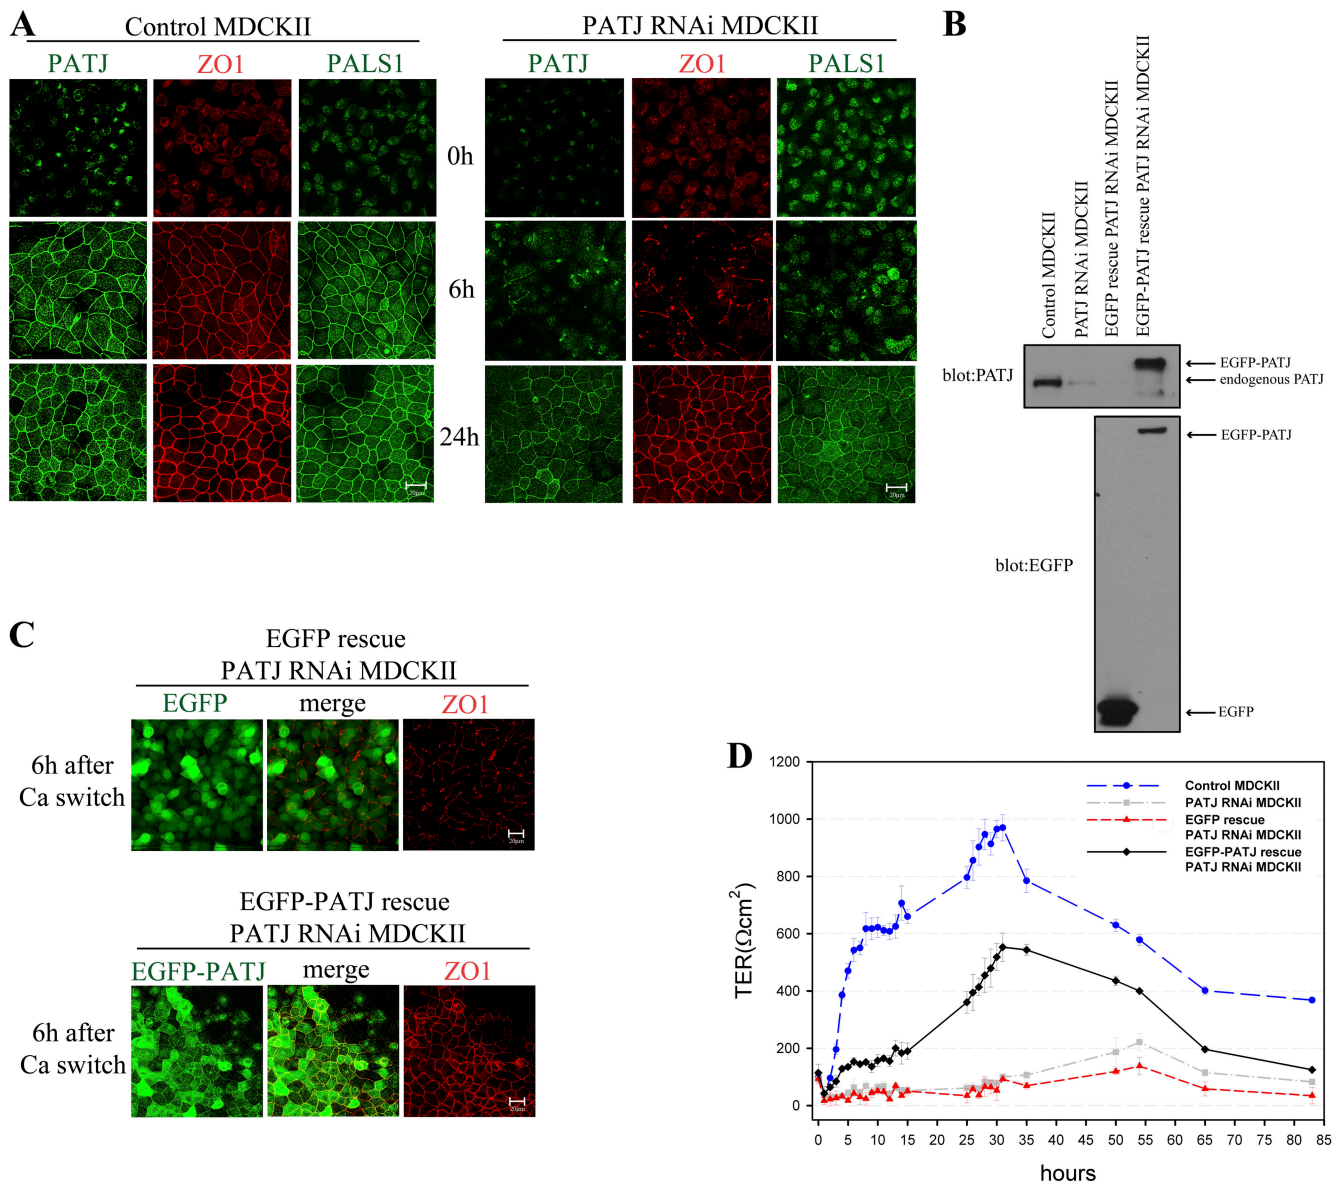 A
Control MDCKII
PATJ RNAi MDCKII
PATJ
ZO1
PALS1
PATJ
ZO1
PALS1
0h
6h
24h
20µm
20µm
B
Control MDCKII
PATJ RNAi MDCKII
EGFP rescue PATJ RNAi MDCKII
EGFP-PATJ rescue PATJ RNAi MDCKII
blot:PATJ
EGFP-PATJ
endogenous PATJ
EGFP-PATJ
blot:EGFP
EGFP
C
EGFP rescue
PATJ RNAi MDCKII
EGFP
merge
ZO1
6h after
Ca switch
20µm
EGFP-PATJ rescue
PATJ RNAi MDCKII
EGFP-PATJ
merge
ZO1
6h after
Ca switch
20µm
D
1200
1000
800
600
400
200
0
TER(Ωcm²)
Control MDCKII
PATJ RNAi MDCKII
EGFP rescue
PATJ RNAi MDCKII
EGFP-PATJ rescue
PATJ RNAi MDCKII
0 5 10 15 20 25 30 35 40 45 50 55 60 65 70 75 80 85
hours